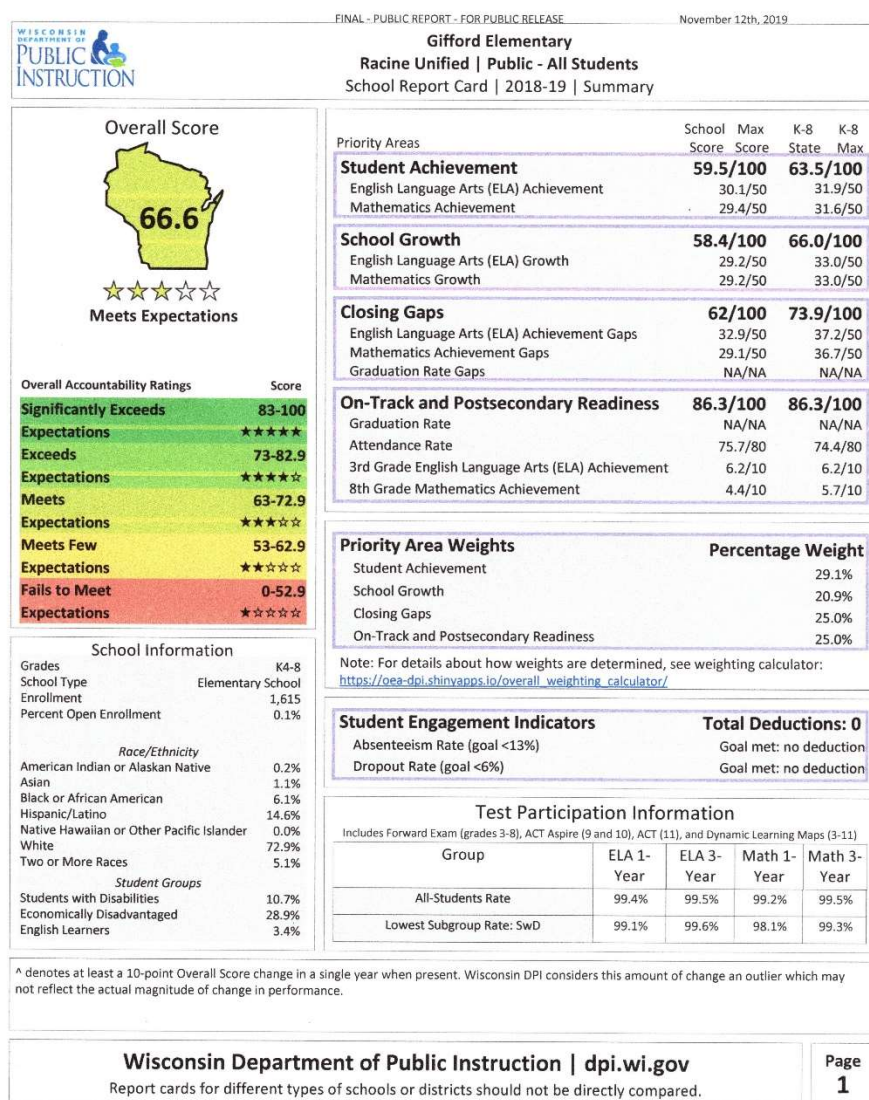 FINAL - PUBLIC REPORT - FOR PUBLIC RELEASE November 12th, 2019
WISCONSIN
DEPARTMENT OF
PUBLIC
INSTRUCTION
Gifford Elementary
Racine Unified | Public - All Students
School Report Card | 2018-19 | Summary
Overall Score
66.6
★★★☆☆
Meets Expectations
Overall Accountability Ratings Score
Significantly Exceeds 83-100
Expectations ★★★★★
Exceeds 73-82.9
Expectations ★★★★☆
Meets 63-72.9
Expectations ★★★☆☆
Meets Few 53-62.9
Expectations ★★☆☆☆
Fails to Meet 0-52.9
Expectations ★☆☆☆☆
School Information
Grades K4-8
School Type Elementary School
Enrollment 1,615
Percent Open Enrollment 0.1%
Race/Ethnicity
American Indian or Alaskan Native 0.2%
Asian 1.1%
Black or African American 6.1%
Hispanic/Latino 14.6%
Native Hawaiian or Other Pacific Islander 0.0%
White 72.9%
Two or More Races 5.1%
Student Groups
Students with Disabilities 10.7%
Economically Disadvantaged 28.9%
English Learners 3.4%
School Max K-8 K-8
Priority Areas Score Score State Max
Student Achievement 59.5/100 63.5/100
English Language Arts (ELA) Achievement 30.1/50 31.9/50
Mathematics Achievement 29.4/50 31.6/50
School Growth 58.4/100 66.0/100
English Language Arts (ELA) Growth 29.2/50 33.0/50
Mathematics Growth 29.2/50 33.0/50
Closing Gaps 62/100 73.9/100
English Language Arts (ELA) Achievement Gaps 32.9/50 37.2/50
Mathematics Achievement Gaps 29.1/50 36.7/50
Graduation Rate Gaps NA/NA NA/NA
On-Track and Postsecondary Readiness 86.3/100 86.3/100
Graduation Rate NA/NA NA/NA
Attendance Rate 75.7/80 74.4/80
3rd Grade English Language Arts (ELA) Achievement 6.2/10 6.2/10
8th Grade Mathematics Achievement 4.4/10 5.7/10
Priority Area Weights Percentage Weight
Student Achievement 29.1%
School Growth 20.9%
Closing Gaps 25.0%
On-Track and Postsecondary Readiness 25.0%
Note: For details about how weights are determined, see weighting calculator:
https://oea-dpi.shinyapps.io/overall_weighting_calculator/
Student Engagement Indicators Total Deductions: 0
Absenteeism Rate (goal <13%) Goal met: no deduction
Dropout Rate (goal <6%) Goal met: no deduction
Test Participation Information
Includes Forward Exam (grades 3-8), ACT Aspire (9 and 10), ACT (11), and Dynamic Learning Maps (3-11)
Group ELA 1- ELA 3- Math 1- Math 3-
Year Year Year Year
All-Students Rate 99.4% 99.5% 99.2% 99.5%
Lowest Subgroup Rate: SwD 99.1% 99.6% 98.1% 99.3%
^ denotes at least a 10-point Overall Score change in a single year when present. Wisconsin DPI considers this amount of change an outlier which may
not reflect the actual magnitude of change in performance.
Wisconsin Department of Public Instruction | dpi.wi.gov
Report cards for different types of schools or districts should not be directly compared.
Page
1